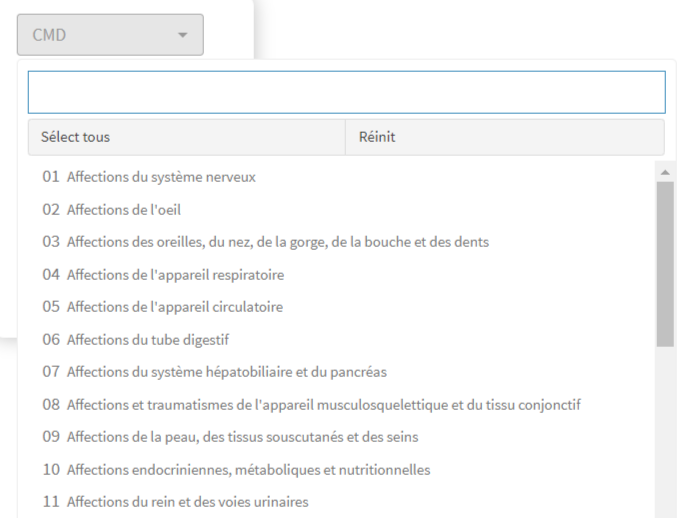 CMD
Sélect tous
Réinit
01 Affections du système nerveux
02 Affections de l'oeil
03 Affections des oreilles, du nez, de la gorge, de la bouche et des dents
04 Affections de l'appareil respiratoire
05 Affections de l'appareil circulatoire
06 Affections du tube digestif
07 Affections du système hépatobiliaire et du pancréas
08 Affections et traumatismes de l'appareil musculosquelettique et du tissu conjonctif
09 Affections de la peau, des tissus souscutanés et des seins
10 Affections endocriniennes, métaboliques et nutritionnelles
11 Affections du rein et des voies urinaires